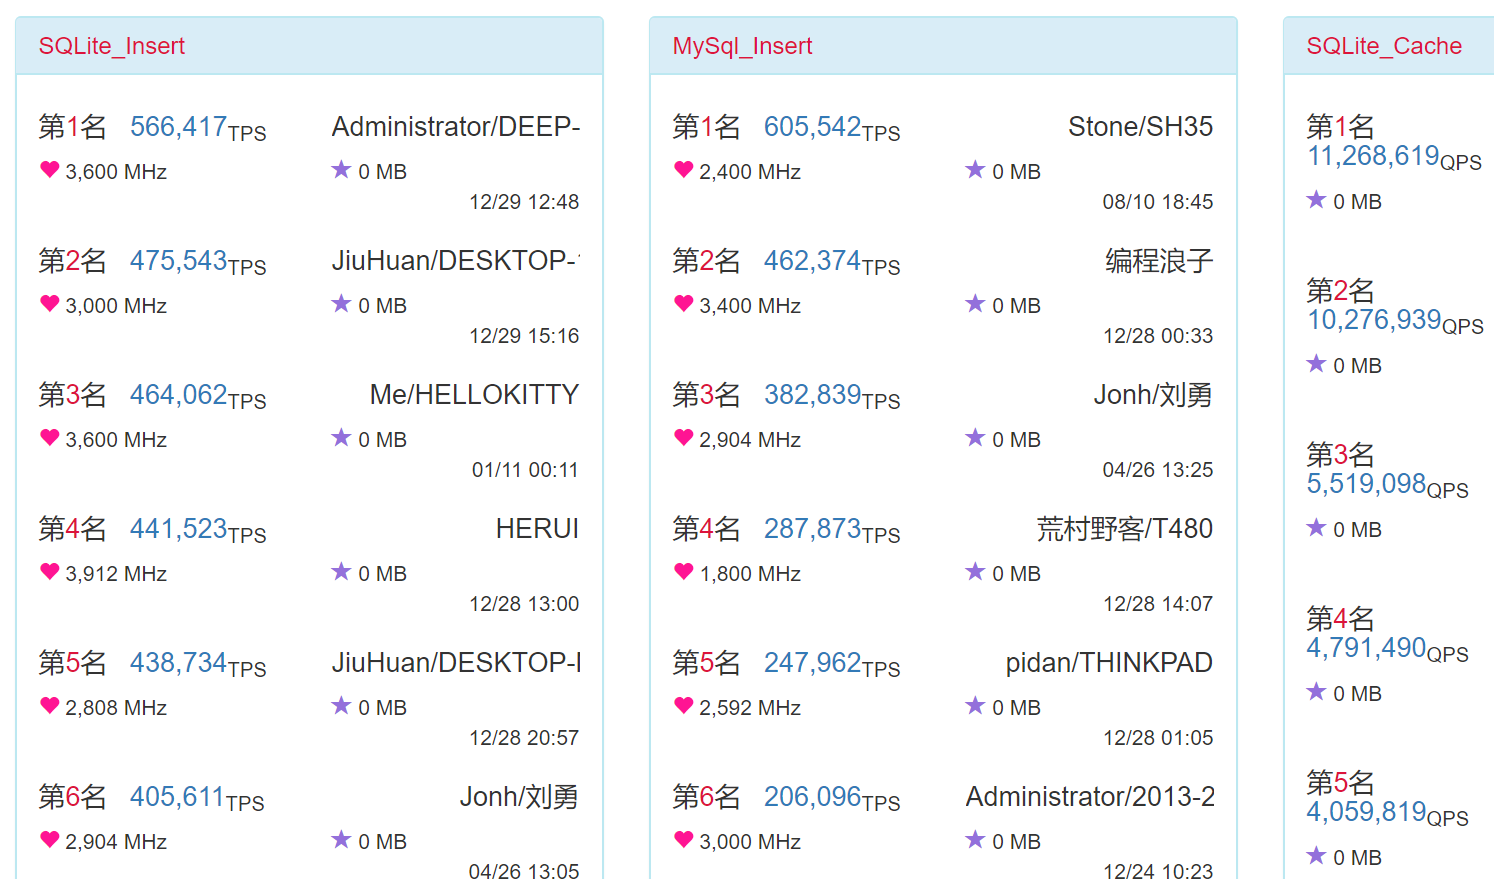 SQLite_Insert
第1名 566,417TPS Administrator/DEEP-
3,600 MHz 0 MB
12/29 12:48
第2名 475,543TPS JiuHuan/DESKTOP-
3,000 MHz 0 MB
12/29 15:16
第3名 464,062TPS Me/HELLOKITTY
3,600 MHz 0 MB
01/11 00:11
第4名 441,523TPS HERUI
3,912 MHz 0 MB
12/28 13:00
第5名 438,734TPS JiuHuan/DESKTOP-
2,808 MHz 0 MB
12/28 20:57
第6名 405,611TPS Jonh/刘勇
2,904 MHz 0 MB
04/26 13:05
MySql_Insert
第1名 605,542TPS Stone/SH35
2,400 MHz 0 MB
08/10 18:45
第2名 462,374TPS 编程浪子
3,400 MHz 0 MB
12/28 00:33
第3名 382,839TPS Jonh/刘勇
2,904 MHz 0 MB
04/26 13:25
第4名 287,873TPS 荒村野客/T480
1,800 MHz 0 MB
12/28 14:07
第5名 247,962TPS pidan/THINKPAD
2,592 MHz 0 MB
12/28 01:05
第6名 206,096TPS Administrator/2013-2
3,000 MHz 0 MB
12/24 10:23
SQLite_Cache
第1名
11,268,619QPS
0 MB
第2名
10,276,939QPS
0 MB
第3名
5,519,098QPS
0 MB
第4名
4,791,490QPS
0 MB
第5名
4,059,819QPS
0 MB